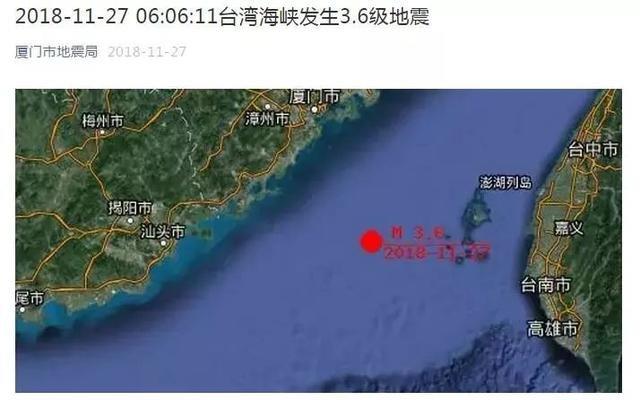 2018-11-27 06:06:11台湾海峡发生3.6级地震
厦门市地震局 2018-11-27
厦门市
漳州市
梅州市
台中市
澎湖列岛
揭阳市
汕头市
嘉义
M 3.6
2018-11-27
尾市
台南市
高雄市